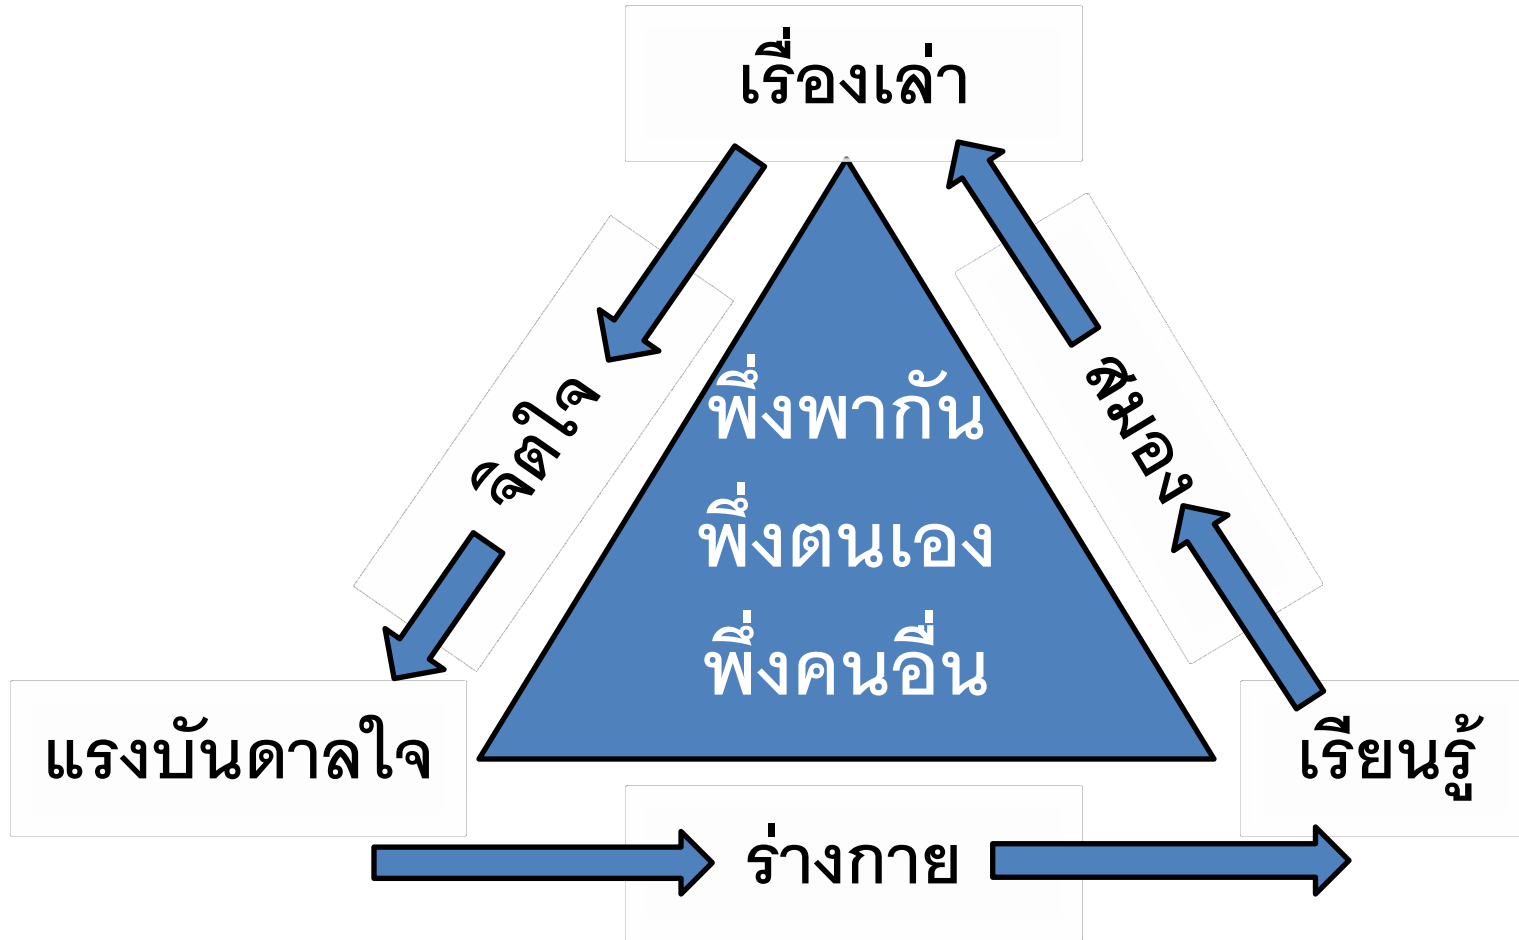 เรื่องเล่า
จิตใจ
สมอง
พึ่งพากัน
พึ่งตนเอง
พึ่งคนอื่น
แรงบันดาลใจ
เรียนรู้
ร่างกาย